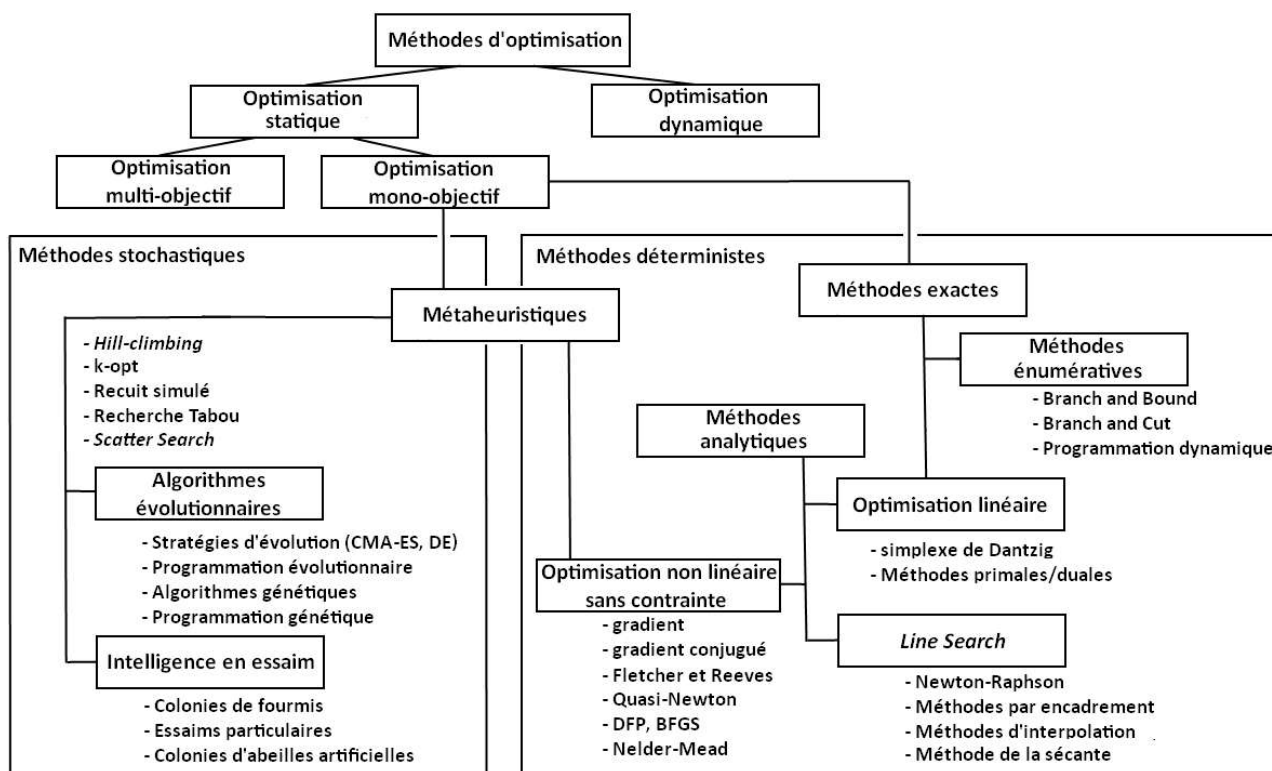 Méthodes d'optimisation
Optimisation
statique
Optimisation
dynamique
Optimisation
multi-objectif
Optimisation
mono-objectif
Méthodes stochastiques
Métaheuristiques
- Hill-climbing
- k-opt
- Recuit simulé
- Recherche Tabou
- Scatter Search
Algorithmes
évolutionnaires
- Stratégies d'évolution (CMA-ES, DE)
- Programmation évolutionnaire
- Algorithmes génétiques
- Programmation génétique
Intelligence en essaim
- Colonies de fourmis
- Essaims particulaires
- Colonies d'abeilles artificielles
Méthodes déterministes
Méthodes exactes
Méthodes
énumératives
- Branch and Bound
- Branch and Cut
- Programmation dynamique
Méthodes
analytiques
Optimisation linéaire
- simplexe de Dantzig
- Méthodes primales/duales
Optimisation non linéaire
sans contrainte
- gradient
- gradient conjugué
- Fletcher et Reeves
- Quasi-Newton
- DFP, BFGS
- Nelder-Mead
Line Search
- Newton-Raphson
- Méthodes par encadrement
- Méthodes d'interpolation
- Méthode de la sécante